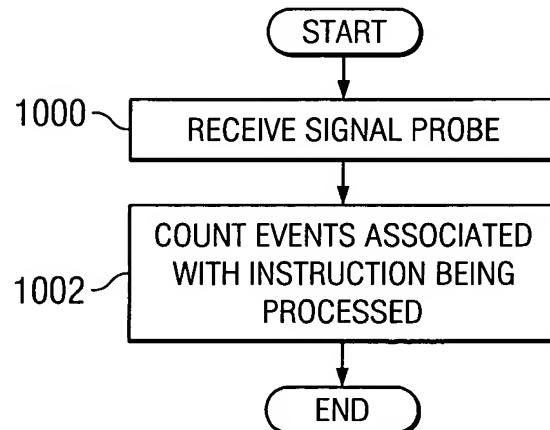 START
1000
RECEIVE SIGNAL PROBE
COUNT EVENTS ASSOCIATED
WITH INSTRUCTION BEING
1002
PROCESSED
END